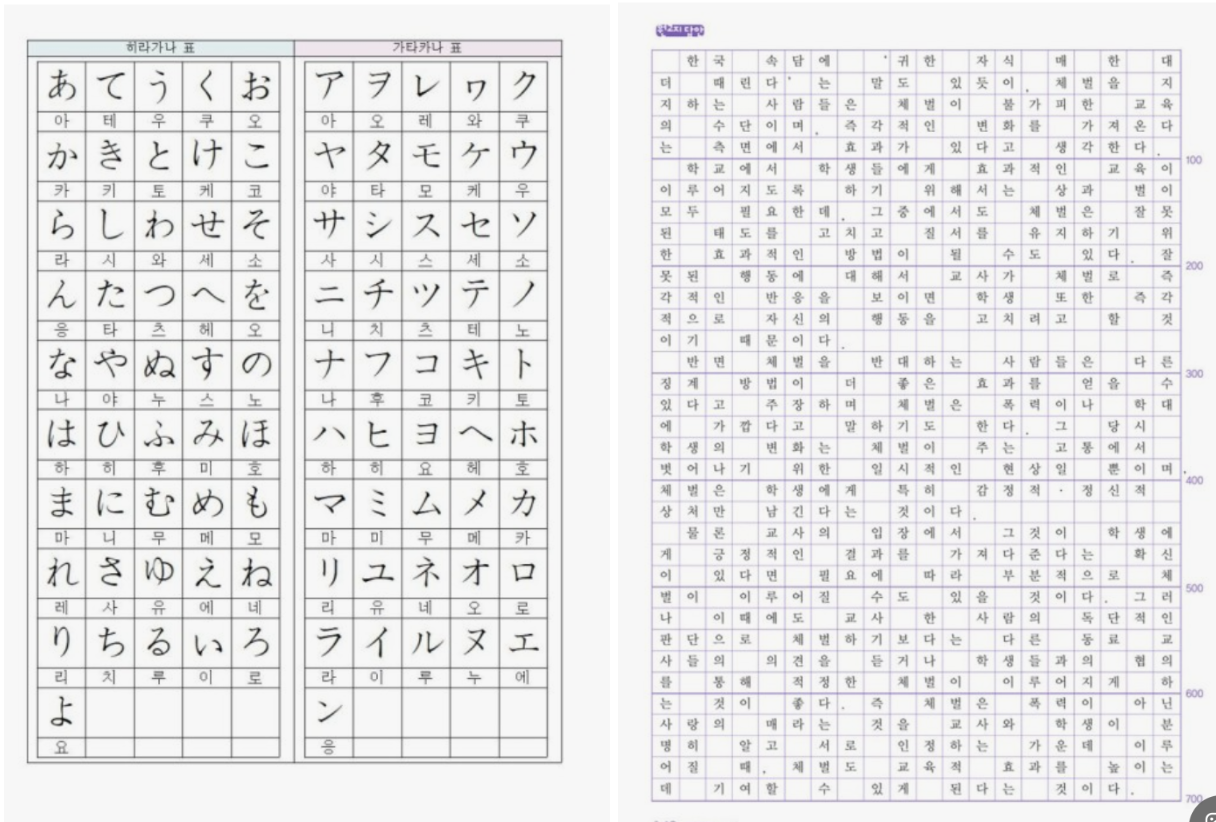 히라가나 표
あ て う く お
아 테 우 쿠 오
か き と け こ
카 키 토 케 코
ら し わ せ そ
라 시 와 세 소
ん た つ へ を
응 타 츠 헤 오
な や ぬ す の
나 야 누 스 노
は ひ ふ み ほ
하 히 후 미 호
ま に む め も
마 니 무 메 모
れ さ ゆ え ね
레 사 유 에 네
り ち る い ろ
리 치 루 이 로
よ
요
가타카나 표
ア ヲ レ ヮ ク
아 오 레 와 쿠
ヤ タ モ ケ ウ
야 타 모 케 우
サ シ ス セ ソ
사 시 스 세 소
ニ チ ツ テ ノ
니 치 츠 테 노
ナ フ コ キ ト
나 후 코 키 토
ハ ヒ ヨ ヘ ホ
하 히 요 헤 호
マ ミ ム メ カ
마 미 무 메 카
リ ユ ネ オ ロ
리 유 네 오 로
ラ イ ル ヌ エ
라 이 루 누 에
ン
응
원고지 답안
한국 속담에 '귀한 자식 매 한 대
더 때린다'는 말도 있듯이, 체벌을 지
지하는 사람들은 체벌이 불가피한 교육
의 수단이며, 즉각적인 변화를 가져온다
는 측면에서 효과가 있다고 생각한다.
100
학교에서 학생들에게 효과적인 교육이
이루어지도록 하기 위해서는 상과 벌이
모두 필요한데, 그중에서도 체벌은 잘못
된 태도를 고치고 질서를 유지하기 위
한 효과적인 방법이 될 수도 있다. 잘
200
못된 행동에 대해서 교사가 체벌로 즉
각적인 반응을 보이면 학생 또한 즉각
적으로 자신의 행동을 고치려고 할 것
이기 때문이다.
반면 체벌을 반대하는 사람들은 다른
300
징계 방법이 더 좋은 효과를 얻을 수
있다고 주장하며 체벌은 폭력이나 학대
에 가깝다고 말하기도 한다. 그 당시
학생의 변화는 체벌이 주는 고통에서
벗어나기 위한 일시적인 현상일 뿐이며,
400
체벌은 학생에게 특히 감정적·정신적
상처만 남긴다는 것이다.
물론 교사의 입장에서 그것이 학생에
게 긍정적인 결과를 가져다준다는 확신
이 있다면 필요에 따라 부분적으로 체
500
벌이 이루어질 수도 있을 것이다. 그러
나 이때에도 교사 한 사람의 독단적인
판단으로 체벌하기보다는 다른 동료 교
사들의 의견을 듣거나 학생들과의 협의
를 통해 적정한 체벌이 이루어지게 하
600
는 것이 좋다. 즉 체벌은 폭력이 아닌
사랑의 매라는 것을 교사와 학생이 분
명히 알고 서로 인정하는 가운데 이루
어질 때, 체벌도 교육적 효과를 높이는
데 기여할 수 있게 된다는 것이다.
700